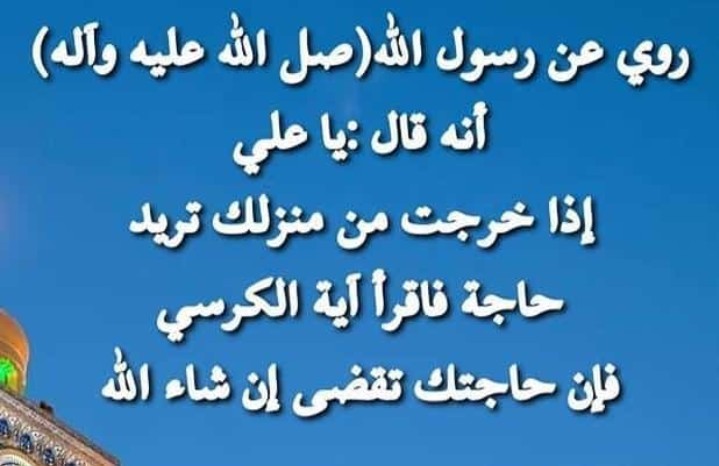 روي عن رسول الله(صل الله عليه وآله)
أنه قال :يا علي
إذا خرجت من منزلك تريد
حاجة فاقرأ آية الكرسي
فإن حاجتك تقضى إن شاء الله